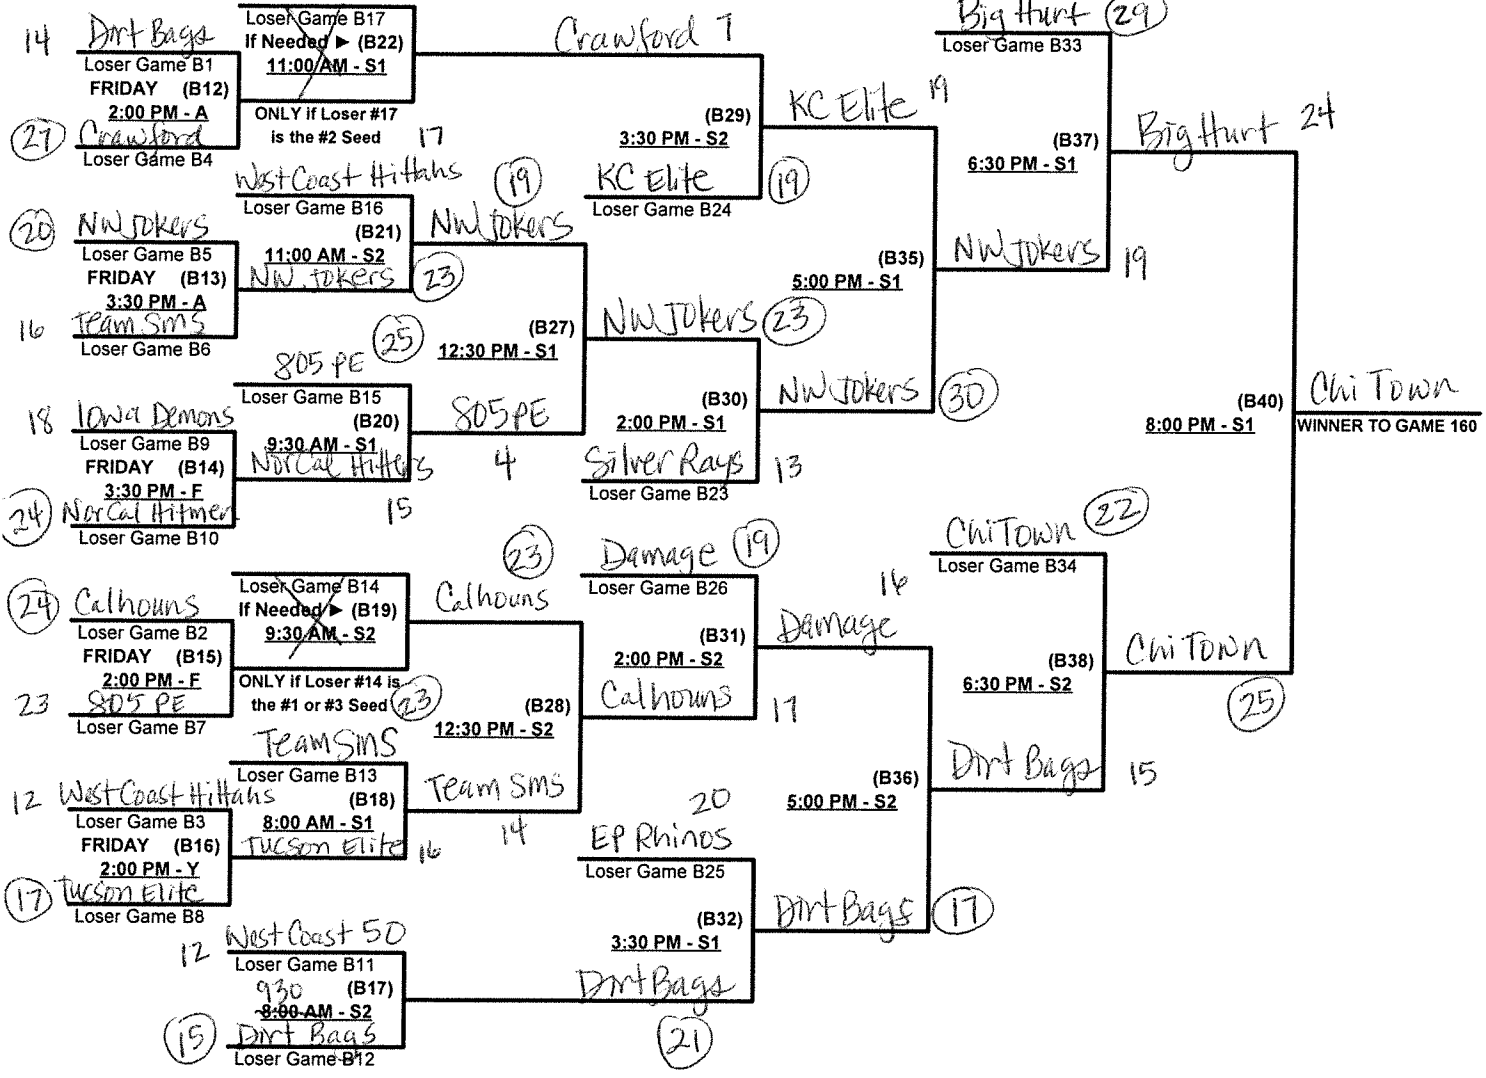 14 Dirt Bags
Loser Game B1
FRIDAY (B12)
2:00 PM - A
27 Crawford
Loser Game B4
20 NW Jokers
Loser Game B5
FRIDAY (B13)
3:30 PM - A
16 Team Sms
Loser Game B6
18 Iowa Demons
Loser Game B9
FRIDAY (B14)
3:30 PM - F
24 NorCal Hitmen
Loser Game B10
24 Calhouns
Loser Game B2
FRIDAY (B15)
2:00 PM - F
23 805 PE
Loser Game B7
12 West Coast Hittahs
Loser Game B3
FRIDAY (B16)
2:00 PM - Y
17 Tucson Elite
Loser Game B8
Loser Game B17
If Needed ► (B22)
11:00 AM - S1
ONLY if Loser #17
is the #2 Seed
17
West Coast Hittahs
Loser Game B16
(B21)
11:00 AM - S2
NW Jokers 23
25
805 PE
Loser Game B15
(B20)
9:30 AM - S1
NorCal Hitters
15
Loser Game B14
If Needed ► (B19)
9:30 AM - S2
ONLY if Loser #14 is
the #1 or #3 Seed
23
Team Sms
Loser Game B13
(B18)
8:00 AM - S1
Tucson Elite 16
12 West Coast 50
Loser Game B11
930 (B17)
8:00 AM - S2
15 Dirt Bags
Loser Game B12
Crawford 7
(B29)
3:30 PM - S2
KC Elite 19
Loser Game B24
19
NW Jokers
(B27)
12:30 PM - S1
805 PE
4
NW Jokers 23
(B30)
2:00 PM - S1
Silver Rays 13
Loser Game B23
23
Calhouns
(B28)
12:30 PM - S2
Team Sms
14
Damage 19
Loser Game B26
(B31)
2:00 PM - S2
Calhouns 17
20
EP Rhinos
Loser Game B25
(B32)
3:30 PM - S1
Dirt Bags
21
KC Elite 19
(B35)
5:00 PM - S1
NW Jokers 30
16
Damage
(B36)
5:00 PM - S2
Dirt Bags 17
Big Hurt 29
Loser Game B33
(B37)
6:30 PM - S1
NW Jokers 19
Chi Town 22
Loser Game B34
(B38)
6:30 PM - S2
Dirt Bags 15
Big Hurt 24
(B40)
8:00 PM - S1
Chi Town
25
Chi Town
WINNER TO GAME 160